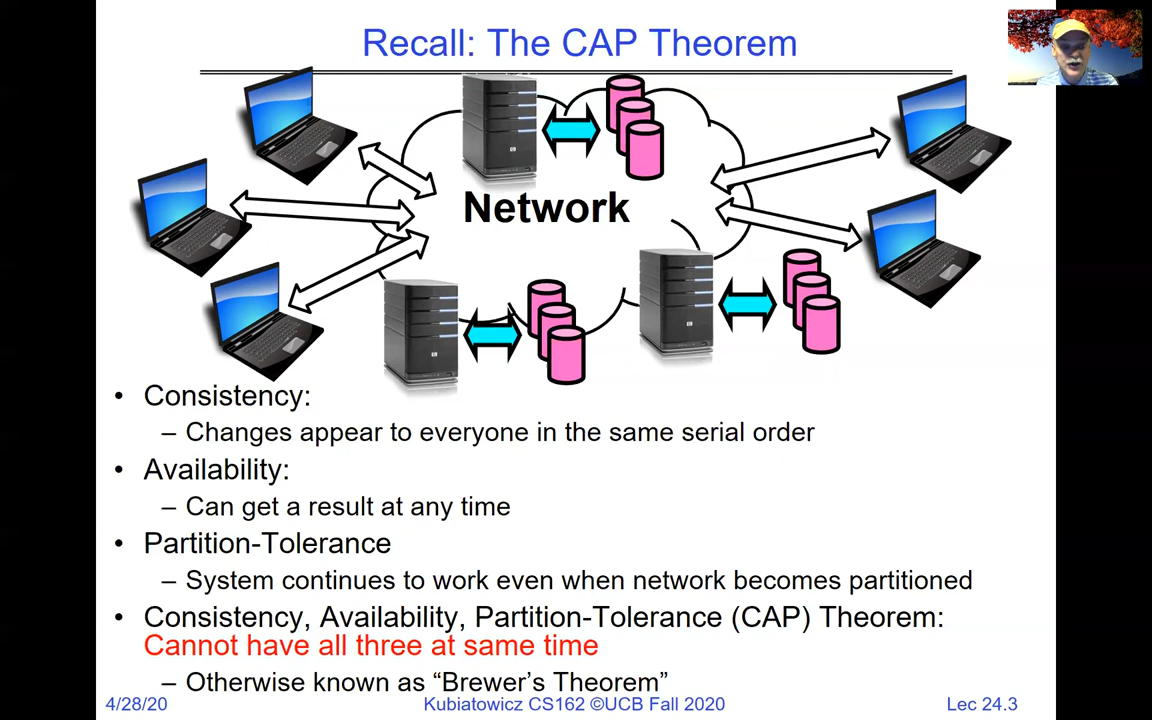 Recall: The CAP Theorem
Network
• Consistency:
– Changes appear to everyone in the same serial order
• Availability:
– Can get a result at any time
• Partition-Tolerance
– System continues to work even when network becomes partitioned
• Consistency, Availability, Partition-Tolerance (CAP) Theorem:
Cannot have all three at same time
– Otherwise known as “Brewer’s Theorem”
4/28/20 Kubiatowicz CS162 ©UCB Fall 2020 Lec 24.3